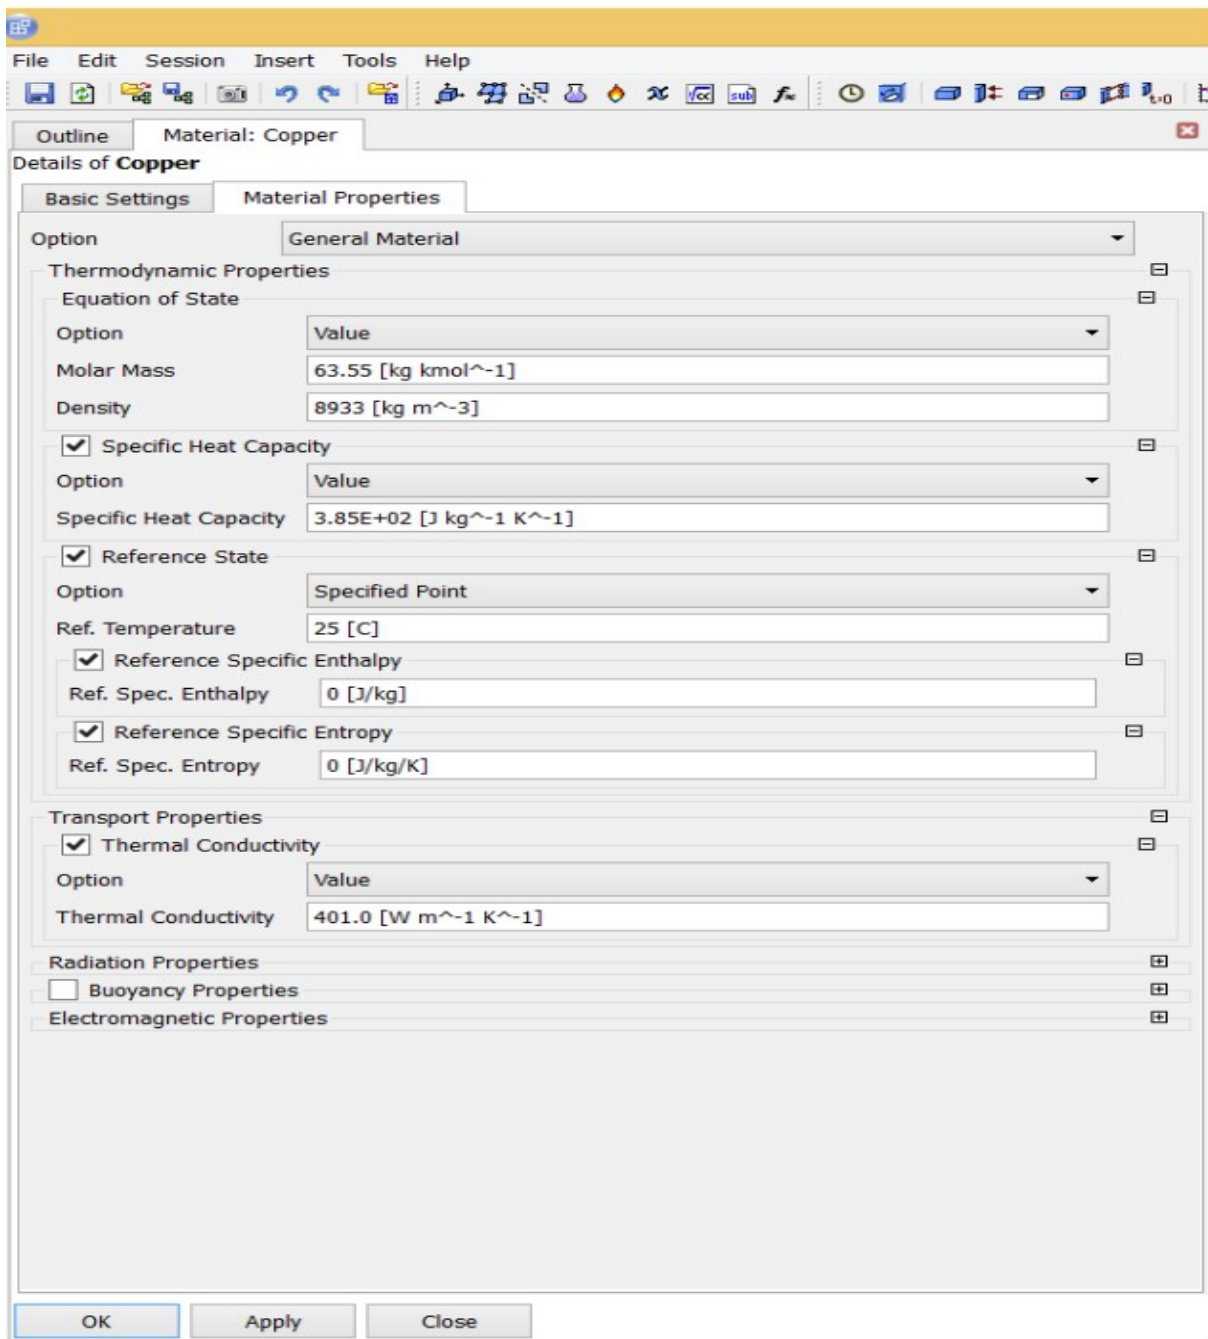 File Edit Session Insert Tools Help
Outline Material: Copper
Details of Copper
Basic Settings Material Properties
Option General Material
Thermodynamic Properties
Equation of State
Option Value
Molar Mass 63.55 [kg kmol^-1]
Density 8933 [kg m^-3]
Specific Heat Capacity
Option Value
Specific Heat Capacity 3.85E+02 [J kg^-1 K^-1]
Reference State
Option Specified Point
Ref. Temperature 25 [C]
Reference Specific Enthalpy
Ref. Spec. Enthalpy 0 [J/kg]
Reference Specific Entropy
Ref. Spec. Entropy 0 [J/kg/K]
Transport Properties
Thermal Conductivity
Option Value
Thermal Conductivity 401.0 [W m^-1 K^-1]
Radiation Properties
Buoyancy Properties
Electromagnetic Properties
OK Apply Close